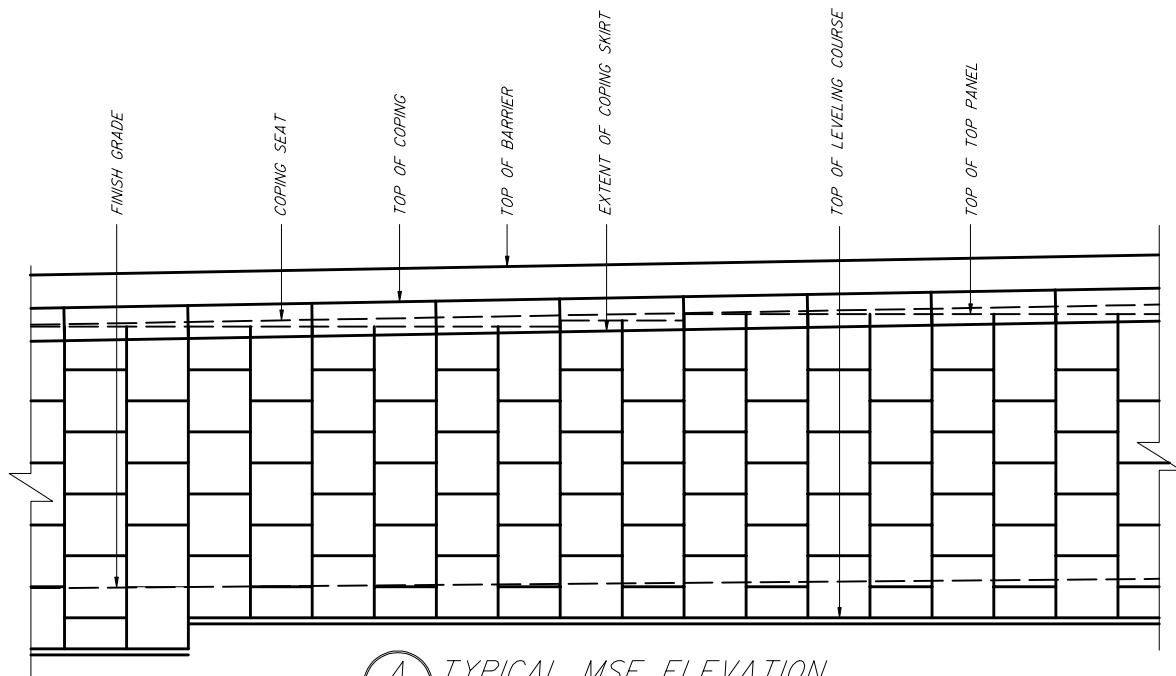 FINISH GRADE
COPING SEAT
TOP OF COPING
TOP OF BARRIER
EXTENT OF COPING SKIRT
TOP OF LEVELING COURSE
TOP OF TOP PANEL
A TYPICAL MSE ELEVATION